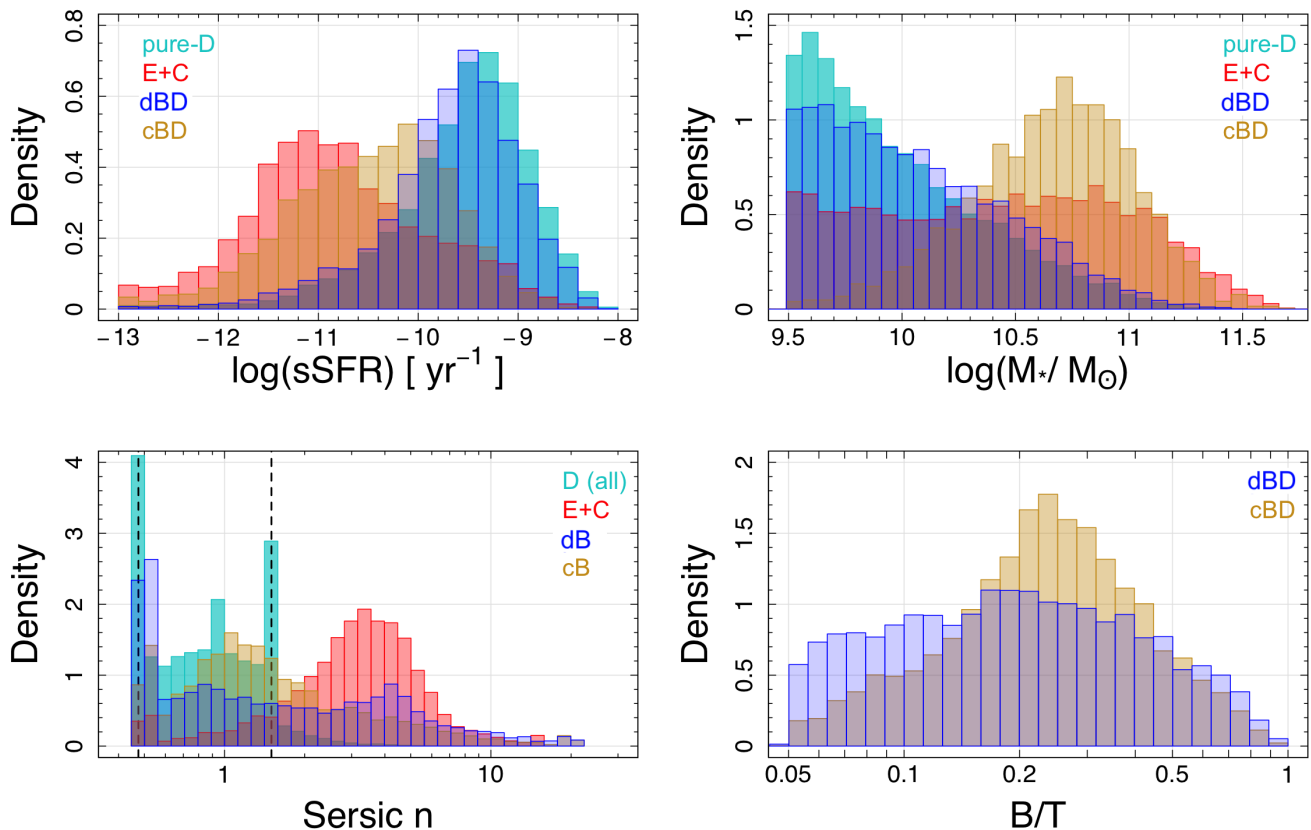 0.8
0.6
0.4
0.2
0
Density
pure-D
E+C
dBD
cBD
−13 −12 −11 −10 −9 −8
log(sSFR) [ yr⁻¹ ]
1.5
1
0.5
0
Density
pure-D
E+C
dBD
cBD
9.5 10 10.5 11 11.5
log(M*/ M⊙)
4
3
2
1
0
Density
D (all)
E+C
dB
cB
1 10
Sersic n
2
1.5
1
0.5
0
Density
dBD
cBD
0.05 0.1 0.2 0.5 1
B/T